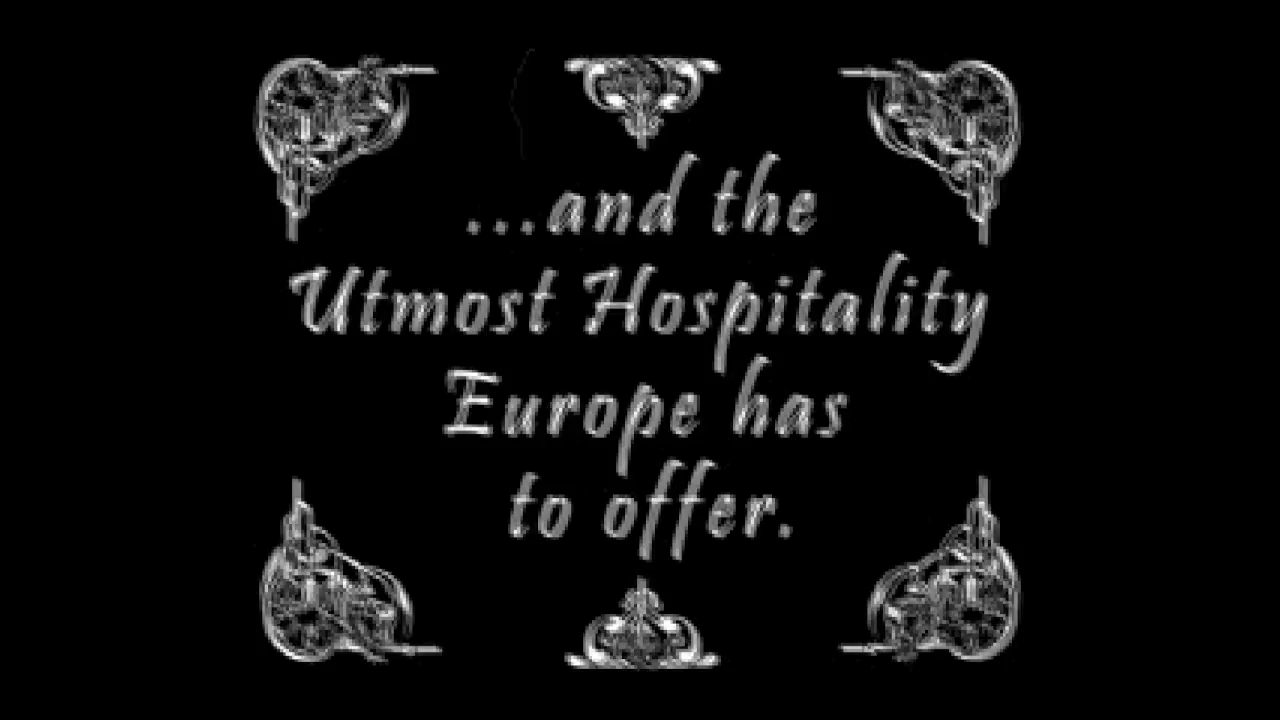 ...and the
Utmost Hospitality
Europe has
to offer.